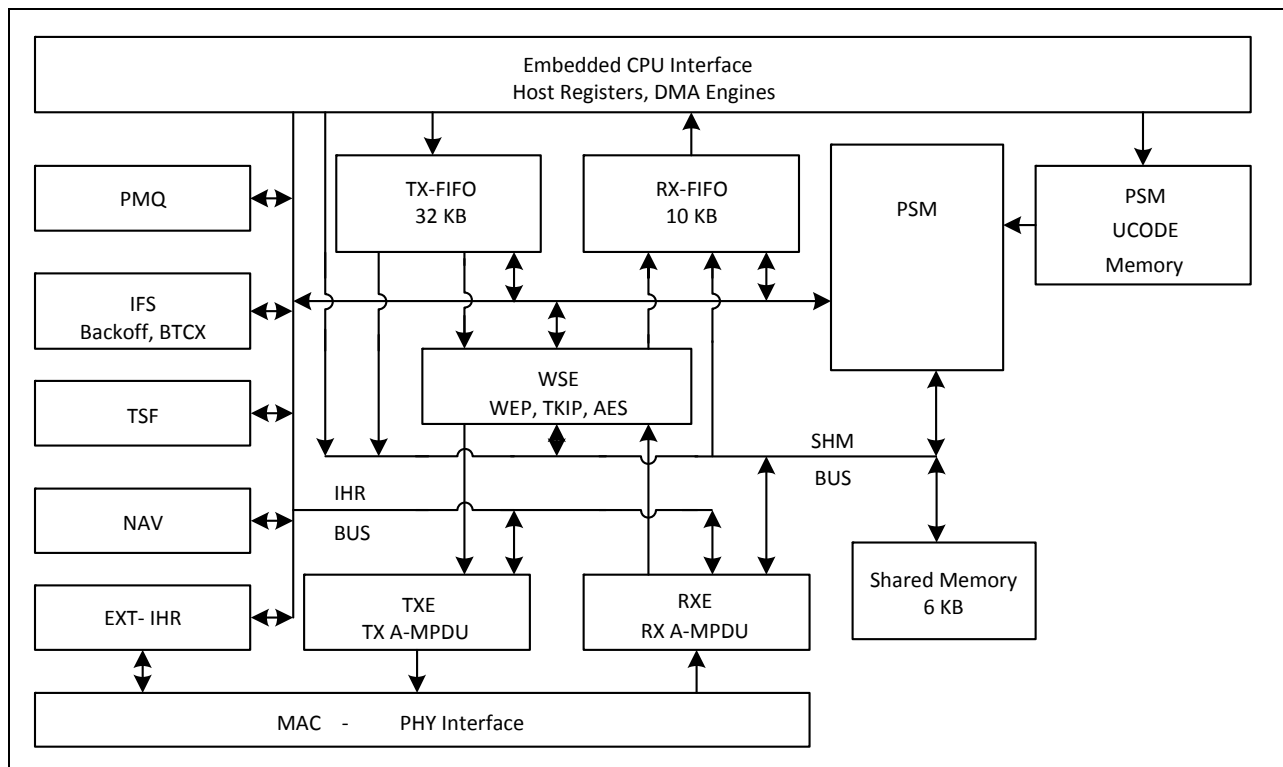 Embedded CPU Interface
Host Registers, DMA Engines
PMQ
TX-FIFO
32 KB
RX-FIFO
10 KB
PSM
PSM
UCODE
Memory
IFS
Backoff, BTCX
WSE
WEP, TKIP, AES
TSF
SHM
BUS
IHR
BUS
NAV
Shared Memory
6 KB
EXT- IHR
TXE
TX A-MPDU
RXE
RX A-MPDU
MAC - PHY Interface